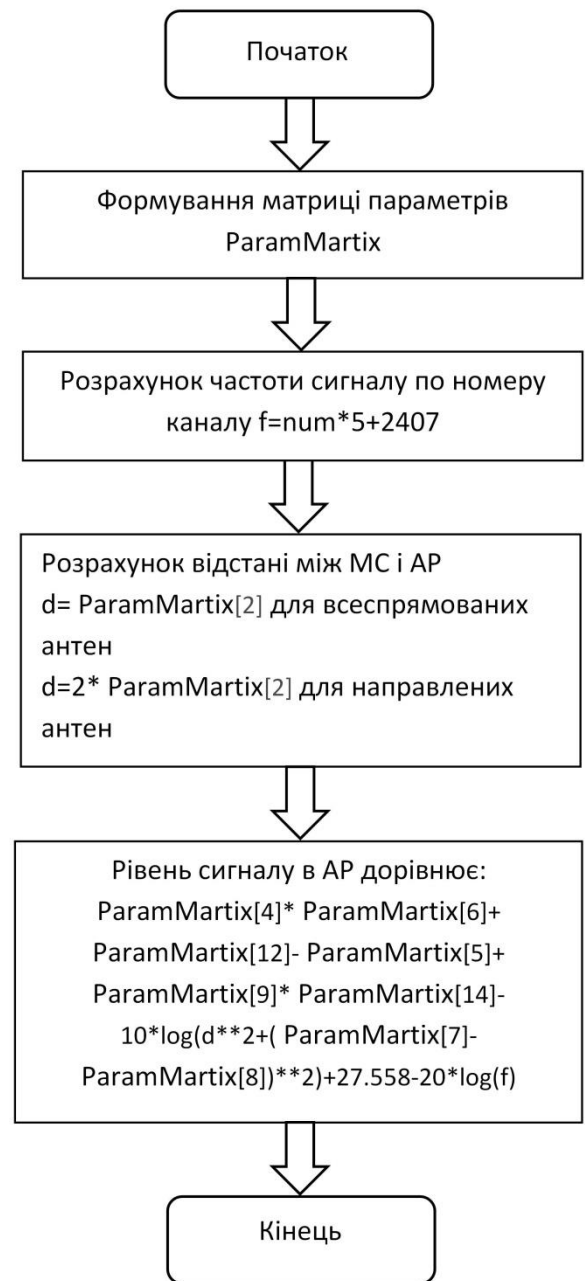 Початок
Формування матриці параметрів
ParamMartix
Розрахунок частоти сигналу по номеру
каналу f=num*5+2407
Розрахунок відстані між МС і АР
d= ParamMartix[2] для всеспрямованих
антен
d=2* ParamMartix[2] для направлених
антен
Рівень сигналу в АР дорівнює:
ParamMartix[4]* ParamMartix[6]+
ParamMartix[12]- ParamMartix[5]+
ParamMartix[9]* ParamMartix[14]-
10*log(d**2+( ParamMartix[7]-
ParamMartix[8])**2)+27.558-20*log(f)
Кінець